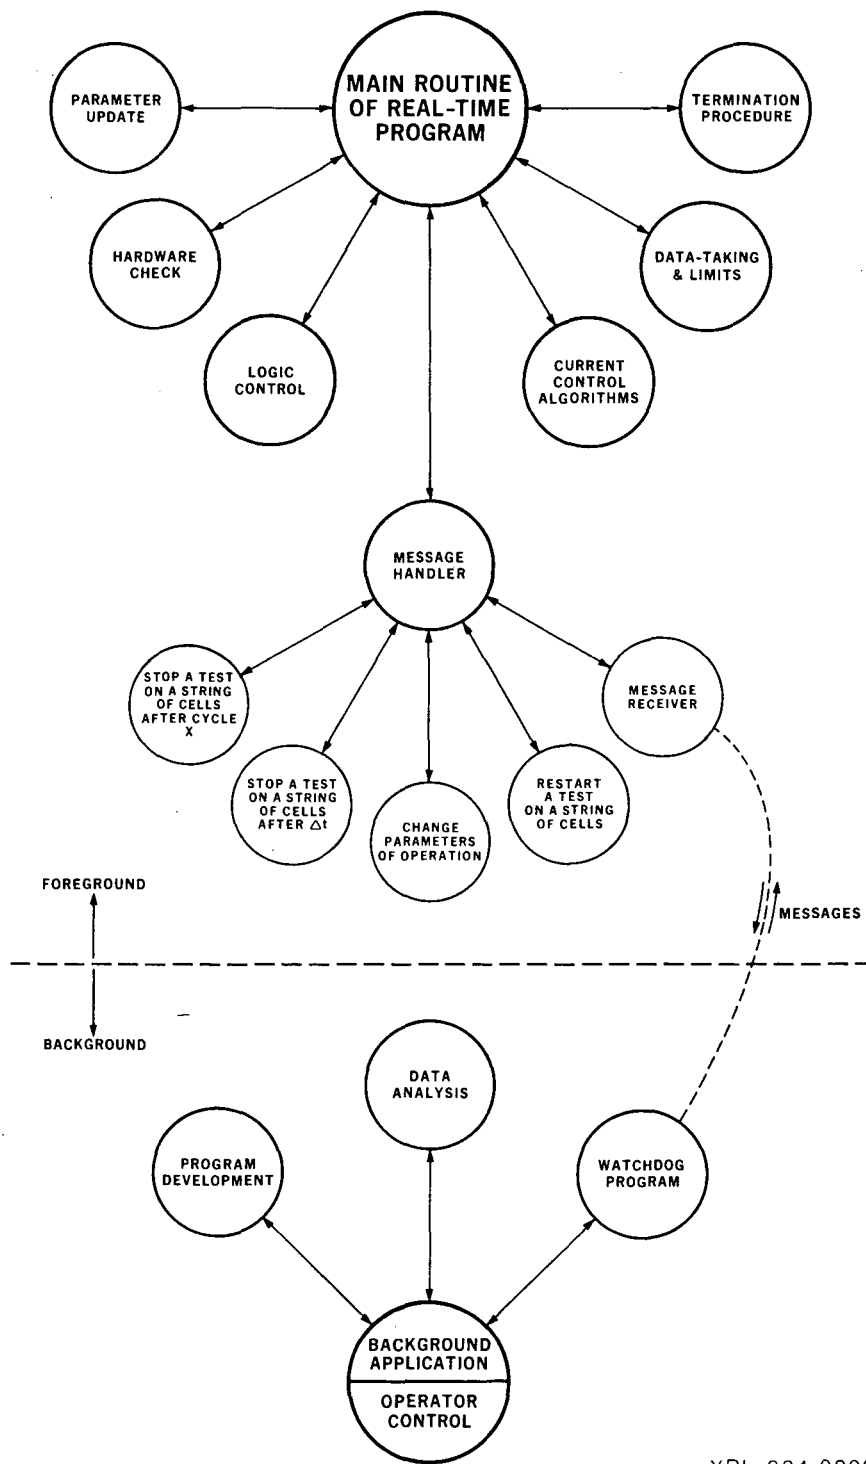 MAIN ROUTINE
OF REAL-TIME
PROGRAM
PARAMETER
UPDATE
TERMINATION
PROCEDURE
HARDWARE
CHECK
DATA-TAKING
& LIMITS
LOGIC
CONTROL
CURRENT
CONTROL
ALGORITHMS
MESSAGE
HANDLER
STOP A TEST
ON A STRING
OF CELLS
AFTER CYCLE
X
MESSAGE
RECEIVER
STOP A TEST
ON A STRING
OF CELLS
AFTER Δt
CHANGE
PARAMETERS
OF OPERATION
RESTART
A TEST
ON A STRING
OF CELLS
FOREGROUND
MESSAGES
BACKGROUND
DATA
ANALYSIS
PROGRAM
DEVELOPMENT
WATCHDOG
PROGRAM
BACKGROUND
APPLICATION
OPERATOR
CONTROL